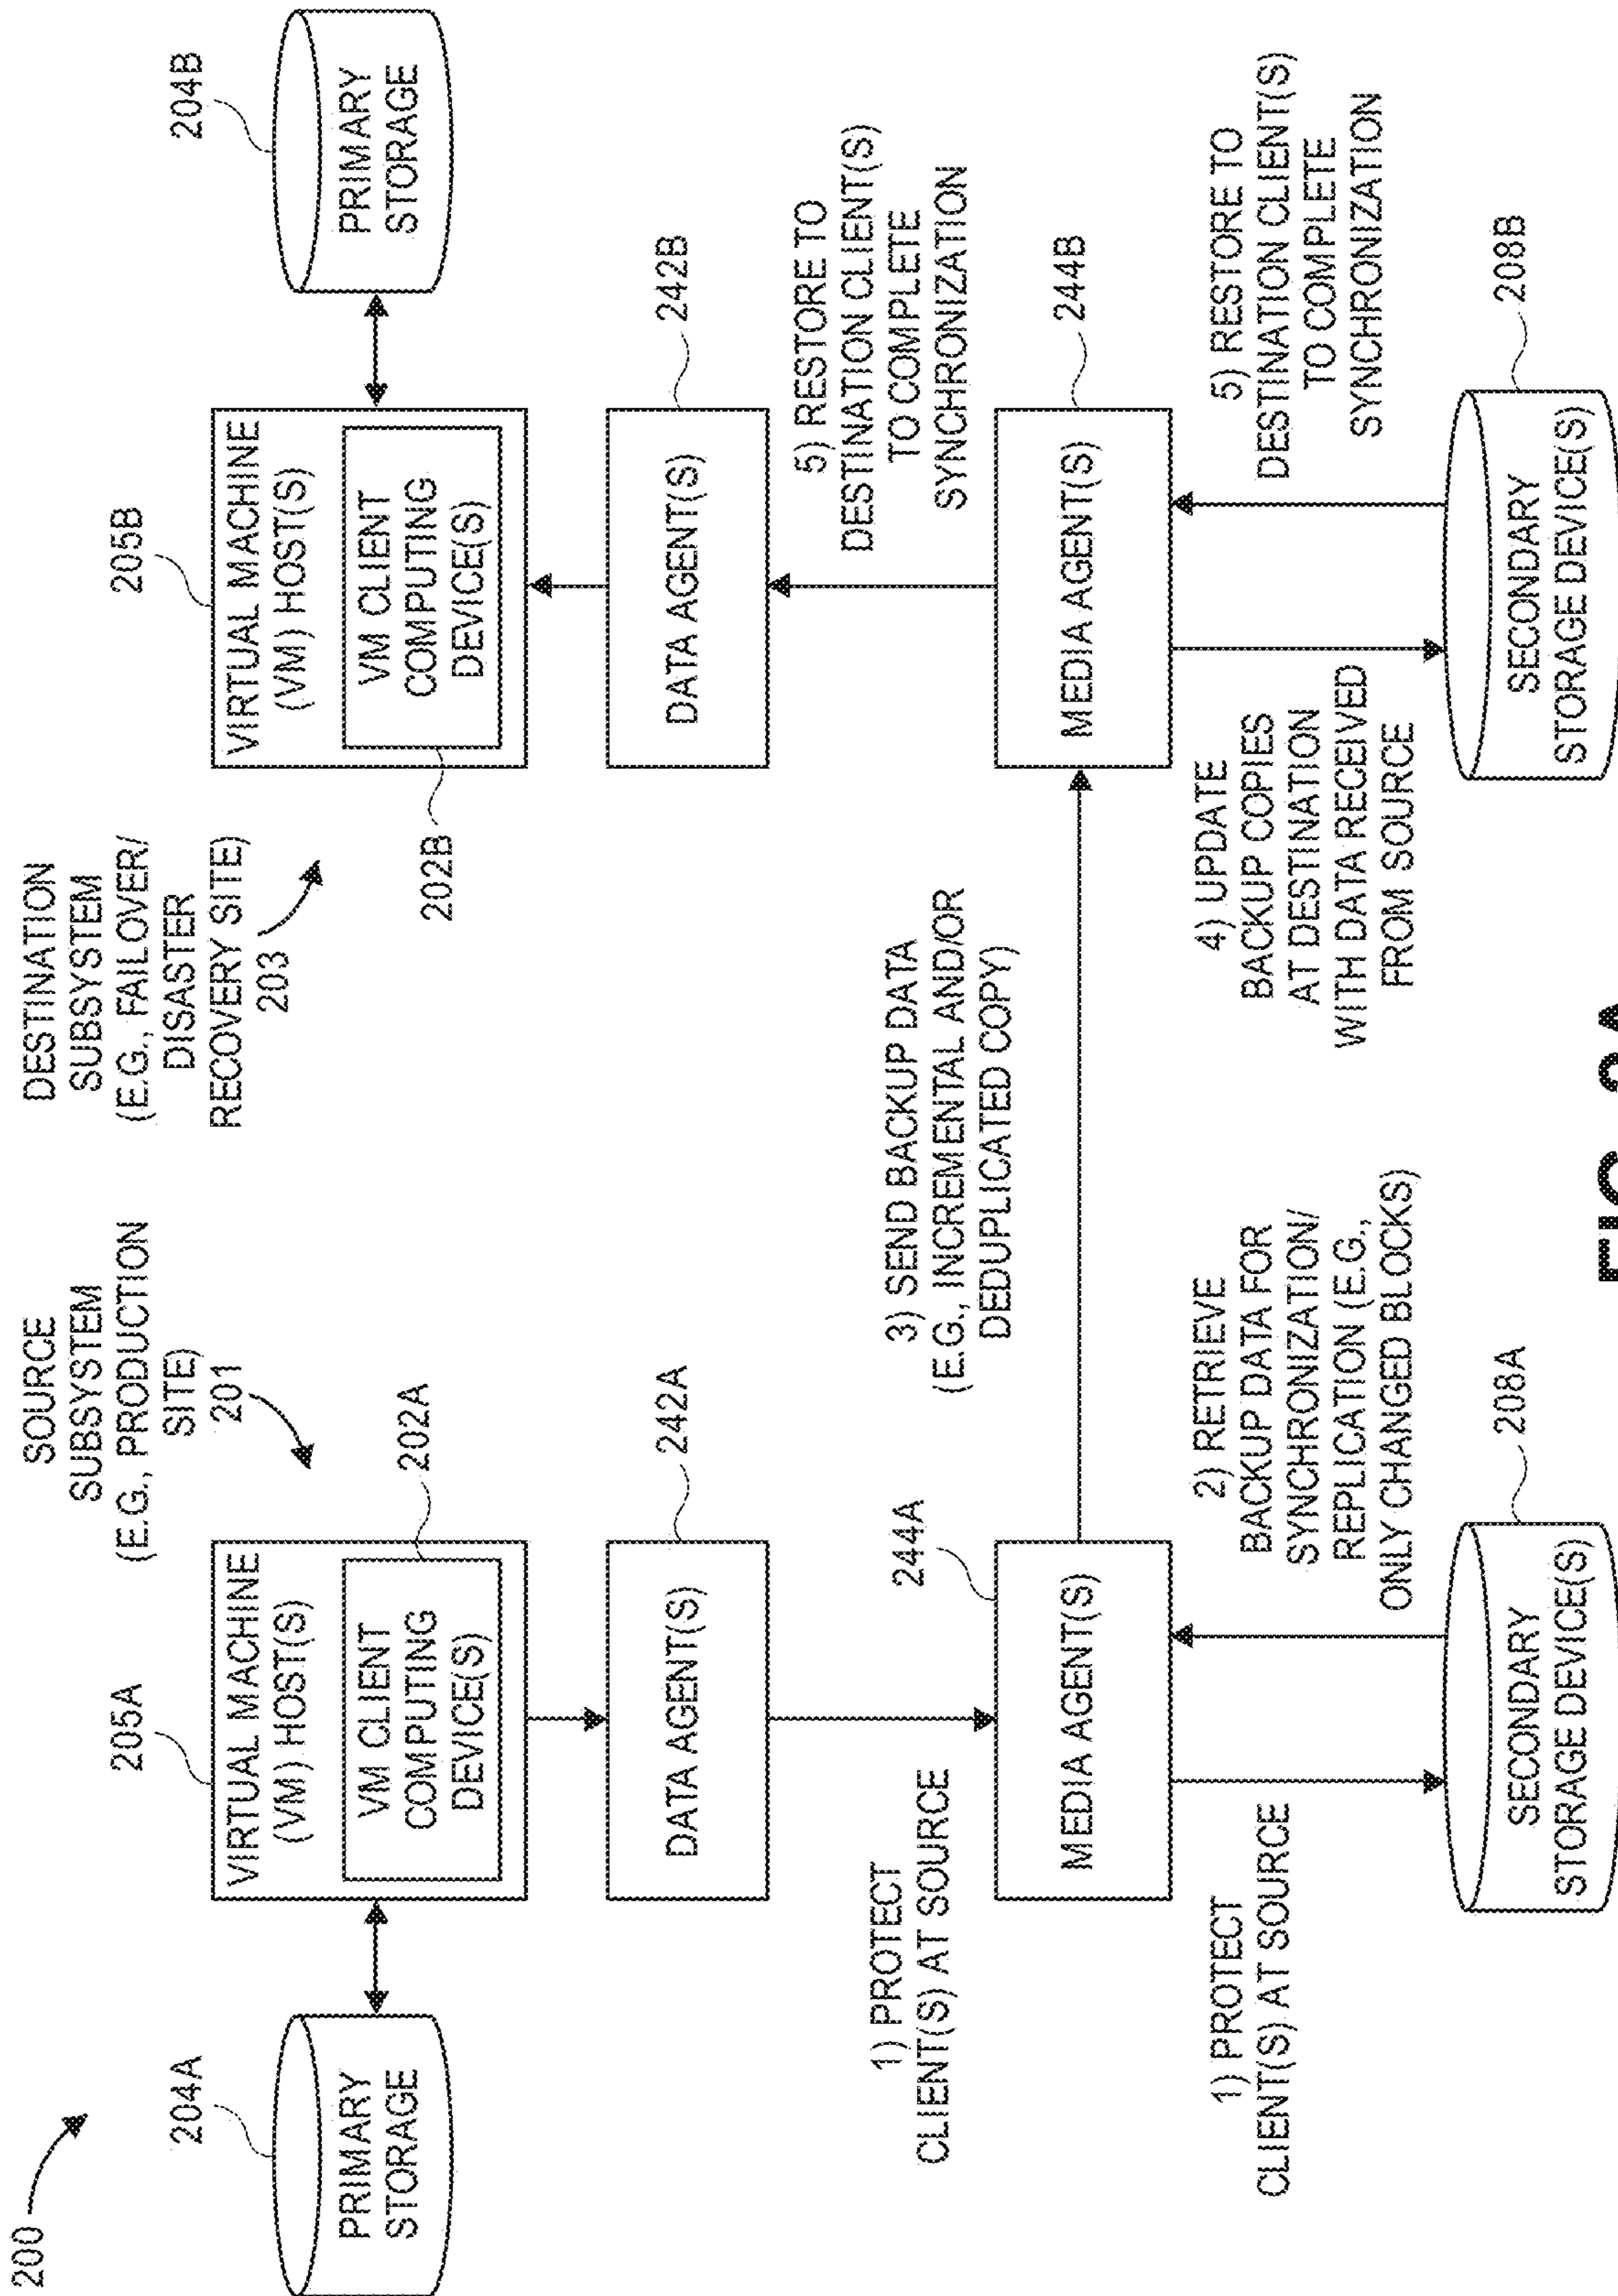 200
SOURCE
SUBSYSTEM
(E.G., PRODUCTION
SITE)
201
DESTINATION
SUBSYSTEM
(E.G., FAILOVER/
DISASTER
RECOVERY SITE)
203
204A
PRIMARY
STORAGE
205A
VIRTUAL MACHINE
(VM) HOST(S)
VM CLIENT
COMPUTING
DEVICE(S)
202A
205B
VIRTUAL MACHINE
(VM) HOST(S)
VM CLIENT
COMPUTING
DEVICE(S)
202B
204B
PRIMARY
STORAGE
DATA AGENT(S)
242A
DATA AGENT(S)
242B
1) PROTECT
CLIENT(S) AT SOURCE
3) SEND BACKUP DATA
(E.G., INCREMENTAL AND/OR
DEDUPLICATED COPY)
5) RESTORE TO
DESTINATION CLIENT(S)
TO COMPLETE
SYNCHRONIZATION
MEDIA AGENT(S)
244A
MEDIA AGENT(S)
244B
1) PROTECT
CLIENT(S) AT SOURCE
2) RETRIEVE
BACKUP DATA FOR
SYNCHRONIZATION/
REPLICATION (E.G.,
ONLY CHANGED BLOCKS)
4) UPDATE
BACKUP COPIES
AT DESTINATION
WITH DATA RECEIVED
FROM SOURCE
5) RESTORE TO
DESTINATION CLIENT(S)
TO COMPLETE
SYNCHRONIZATION
SECONDARY
STORAGE DEVICE(S)
208A
SECONDARY
STORAGE DEVICE(S)
208B